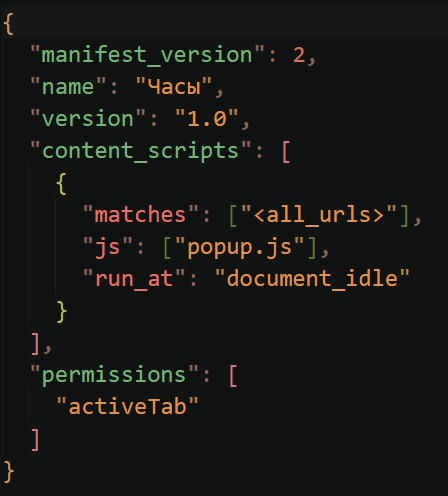 {
  "manifest_version": 2,
  "name": "Часы",
  "version": "1.0",
  "content_scripts": [
    {
      "matches": ["<all_urls>"],
      "js": ["popup.js"],
      "run_at": "document_idle"
    }
  ],
  "permissions": [
    "activeTab"
  ]
}